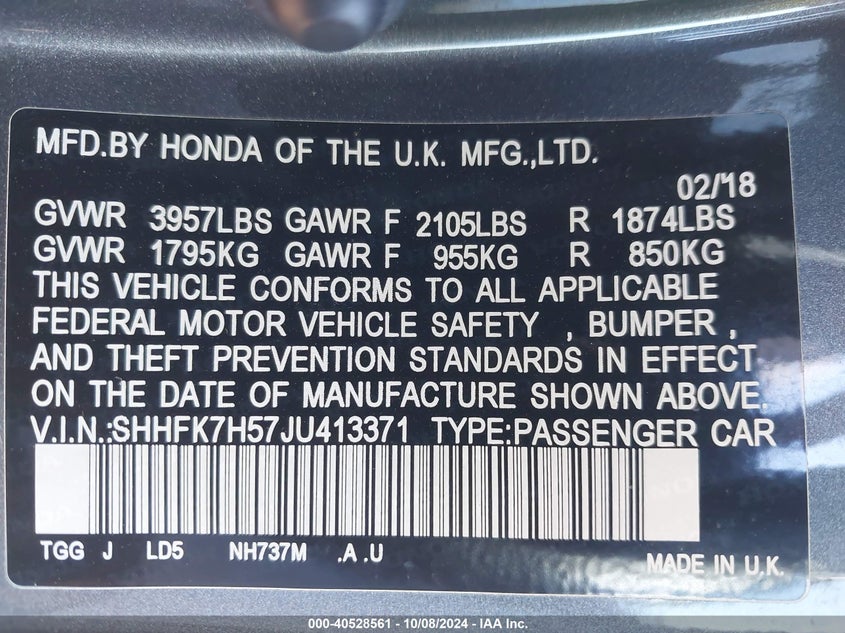 MFD.BY HONDA OF THE U.K. MFG.,LTD.
02/'18
GVWR 3957LBS GAWR F 2105LBS R 1874LBS
GVWR 1795KG GAWR F 955KG R 850KG
THIS VEHICLE CONFORMS TO ALL APPLICABLE
FEDERAL MOTOR VEHICLE SAFETY , BUMPER ,
AND THEFT PREVENTION STANDARDS IN EFFECT
ON THE DATE OF MANUFACTURE SHOWN ABOVE.
V.I.N.:SHHFK7H57JU413371 TYPE:PASSENGER CAR
TGG J LD5 NH737M .A .U MADE IN U.K.
000-40528561 - 10/08/2024 - IAA Inc.